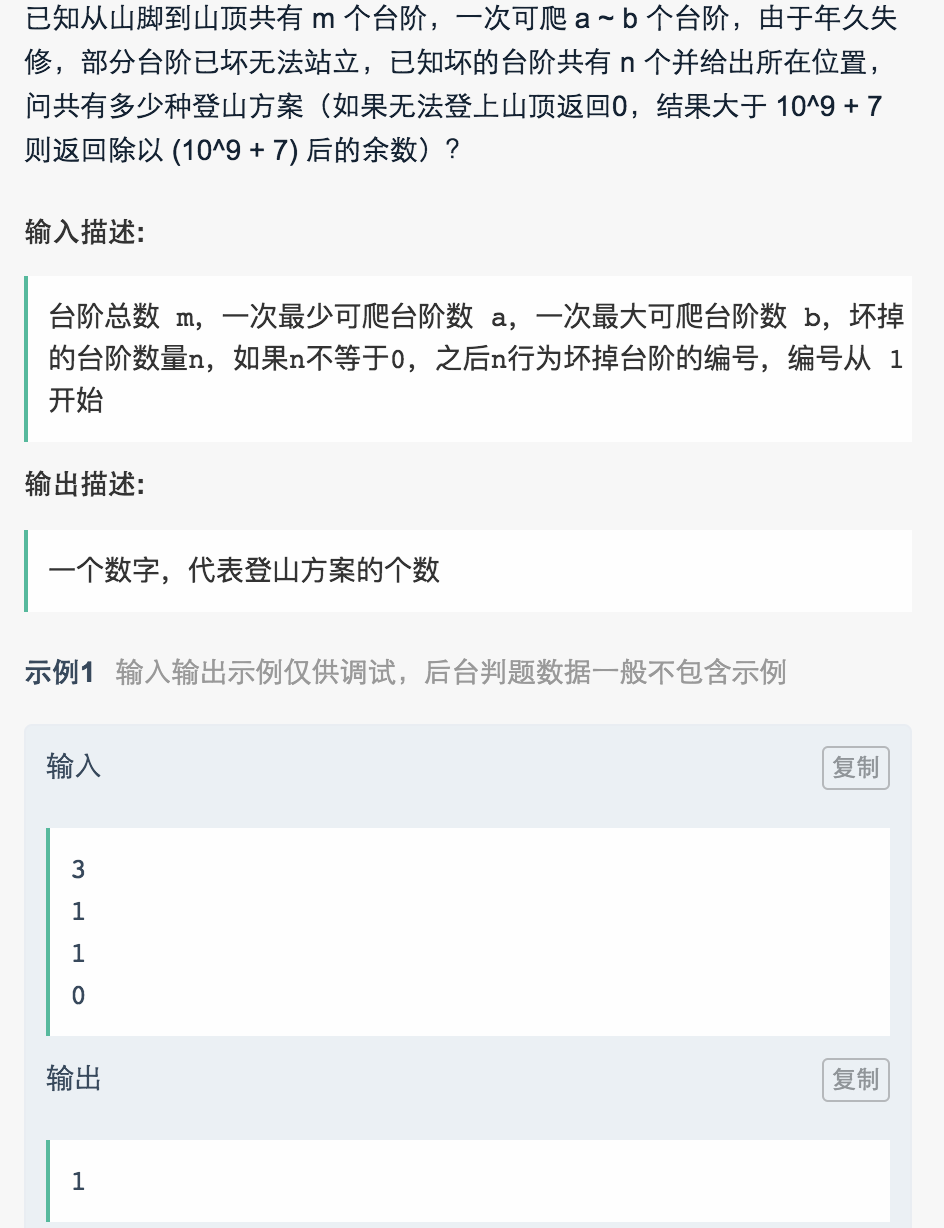 已知从山脚到山顶共有 m 个台阶，一次可爬 a ~ b 个台阶，由于年久失
修，部分台阶已坏无法站立，已知坏的台阶共有 n 个并给出所在位置，
问共有多少种登山方案（如果无法登上山顶返回0，结果大于 10^9 + 7
则返回除以 (10^9 + 7) 后的余数）？
输入描述:
台阶总数 m，一次最少可爬台阶数 a，一次最大可爬台阶数 b，坏掉
的台阶数量n，如果n不等于0，之后n行为坏掉台阶的编号，编号从 1
开始
输出描述:
一个数字，代表登山方案的个数
示例1 输入输出示例仅供调试，后台判题数据一般不包含示例
输入 复制
3
1
1
0
输出 复制
1